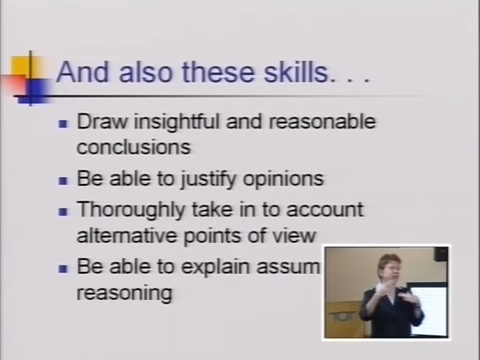 And also these skills. . .
Draw insightful and reasonable
conclusions
Be able to justify opinions
Thoroughly take in to account
alternative points of view
Be able to explain
reasoning